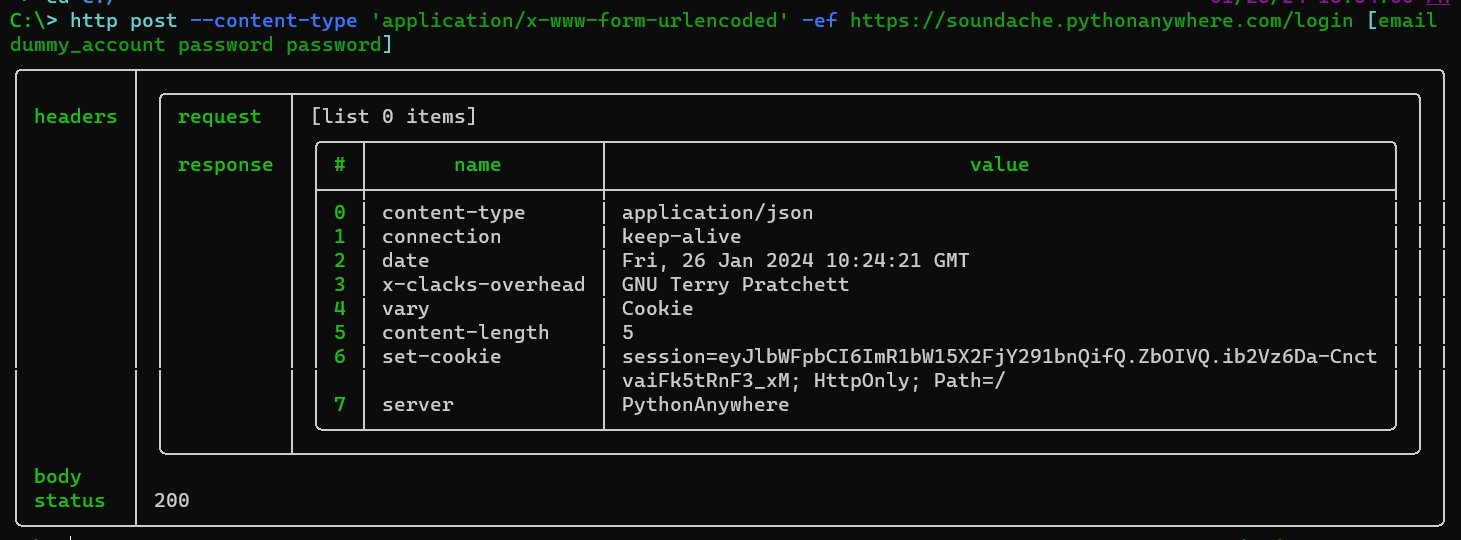 C:\> http post --content-type 'application/x-www-form-urlencoded' -ef https://soundache.pythonanywhere.com/login [email
dummy_account password password]
headers request [list 0 items]
response # name value
0 content-type application/json
1 connection keep-alive
2 date Fri, 26 Jan 2024 10:24:21 GMT
3 x-clacks-overhead GNU Terry Pratchett
4 vary Cookie
5 content-length 5
6 set-cookie session=eyJlbWFpbCI6ImR1bW15X2FjY291bnQifQ.ZbOIVQ.ib2Vz6Da-Cnct
vaiFk5tRnF3_xM; HttpOnly; Path=/
7 server PythonAnywhere
body
status 200